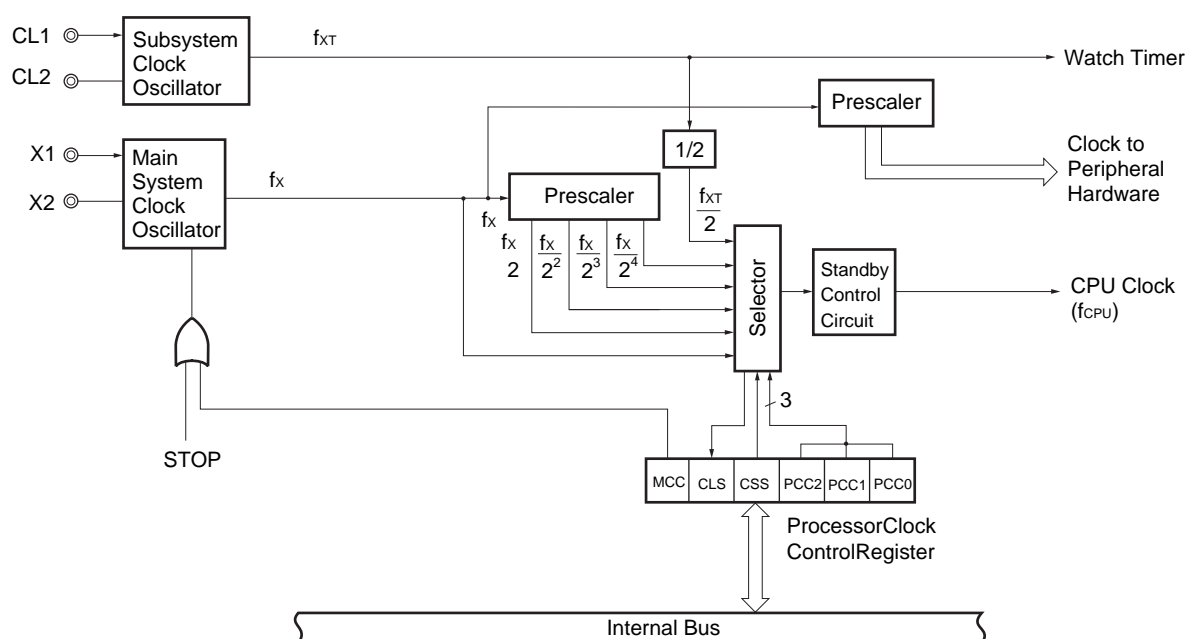 CL1
CL2
Subsystem
Clock
Oscillator
fXT
Watch Timer
Prescaler
Clock to
Peripheral
Hardware
X1
X2
Main
System
Clock
Oscillator
fX
1/2
Prescaler
fX
fX
2
fX
2²
fX
2³
fX
2⁴
fXT
2
Selector
Standby
Control
Circuit
CPU Clock
(fCPU)
3
STOP
MCC CLS CSS PCC2 PCC1 PCC0
ProcessorClock
ControlRegister
Internal Bus